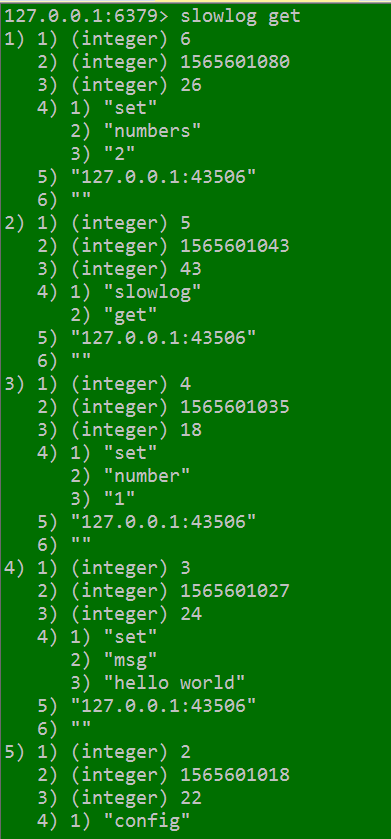 127.0.0.1:6379> slowlog get
1) 1) (integer) 6
   2) (integer) 1565601080
   3) (integer) 26
   4) 1) "set"
      2) "numbers"
      3) "2"
   5) "127.0.0.1:43506"
   6) ""
2) 1) (integer) 5
   2) (integer) 1565601043
   3) (integer) 43
   4) 1) "slowlog"
      2) "get"
   5) "127.0.0.1:43506"
   6) ""
3) 1) (integer) 4
   2) (integer) 1565601035
   3) (integer) 18
   4) 1) "set"
      2) "number"
      3) "1"
   5) "127.0.0.1:43506"
   6) ""
4) 1) (integer) 3
   2) (integer) 1565601027
   3) (integer) 24
   4) 1) "set"
      2) "msg"
      3) "hello world"
   5) "127.0.0.1:43506"
   6) ""
5) 1) (integer) 2
   2) (integer) 1565601018
   3) (integer) 22
   4) 1) "config"